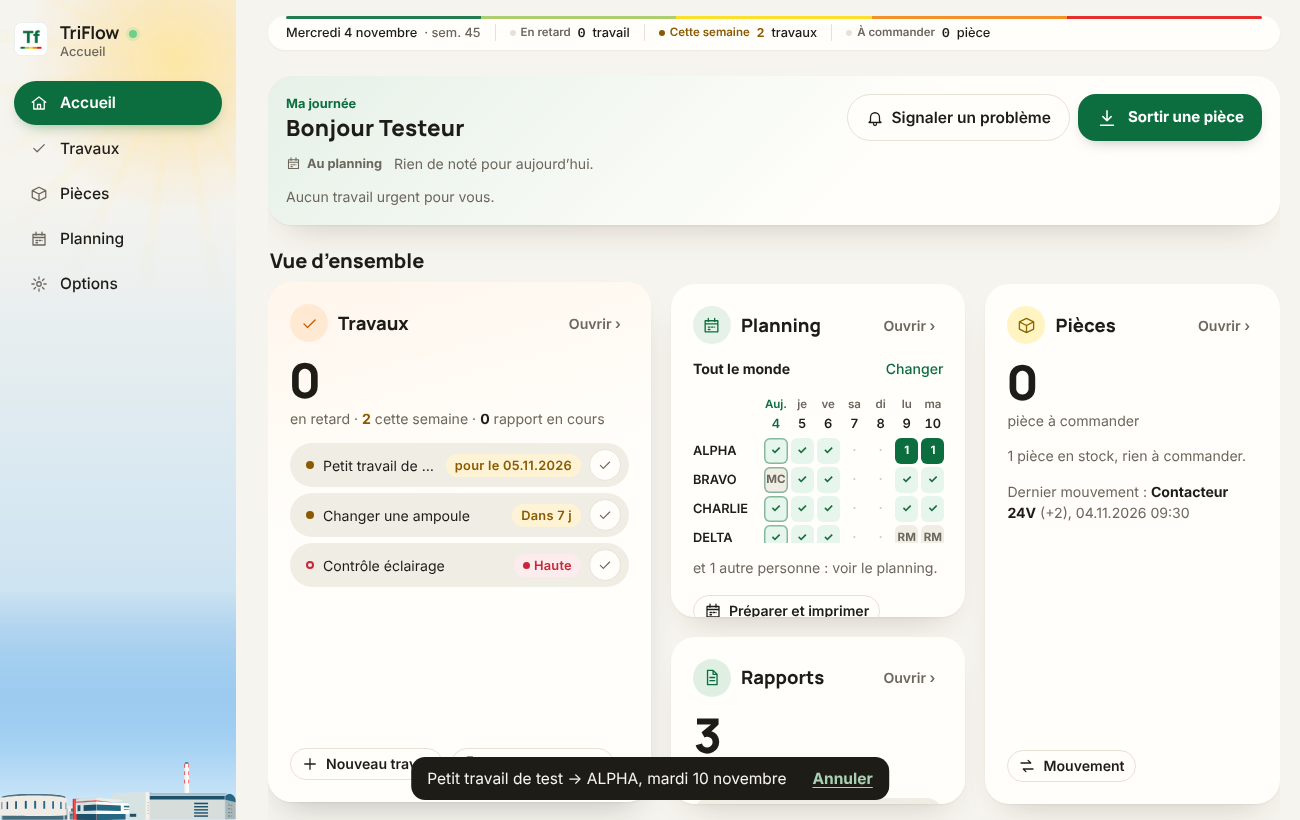 Tf
TriFlow
Accueil
Accueil
Travaux
Pièces
Planning
Options
Mercredi 4 novembre · sem. 45
En retard 0 travail
Cette semaine 2 travaux
À commander 0 pièce
Ma journée
Bonjour Testeur
Signaler un problème
Sortir une pièce
Au planning Rien de noté pour aujourd’hui.
Aucun travail urgent pour vous.
Vue d’ensemble
Travaux
Ouvrir ›
0
en retard · 2 cette semaine · 0 rapport en cours
Petit travail de ... pour le 05.11.2026
Changer une ampoule Dans 7 j
Contrôle éclairage Haute
Planning
Ouvrir ›
Tout le monde Changer
Auj. je ve sa di lu ma
4 5 6 7 8 9 10
ALPHA 1 1
BRAVO MC
CHARLIE
DELTA RM RM
et 1 autre personne : voir le planning.
Préparer et imprimer
Rapports
Ouvrir ›
3
Pièces
Ouvrir ›
0
pièce à commander
1 pièce en stock, rien à commander.
Dernier mouvement : Contacteur
24V (+2), 04.11.2026 09:30
Mouvement
Nouveau
Petit travail de test → ALPHA, mardi 10 novembre Annuler